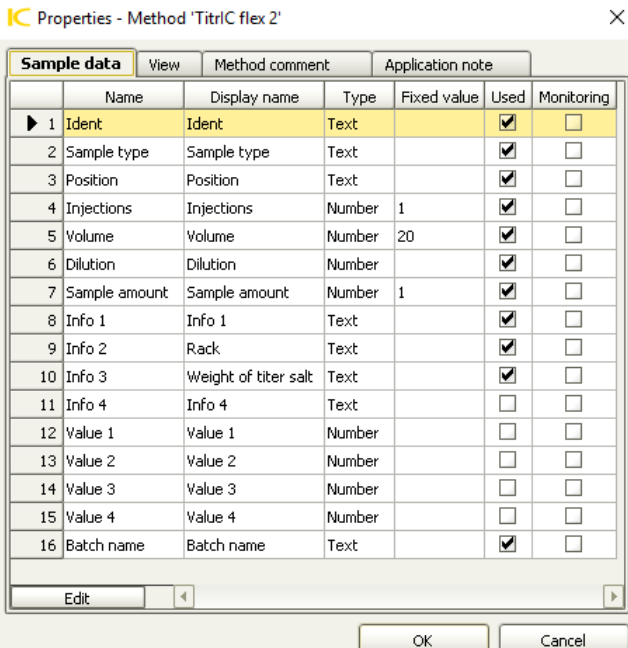 IC Properties - Method 'TitrIC flex 2'
Sample data View Method comment Application note
Name Display name Type Fixed value Used Monitoring
1 Ident Ident Text
2 Sample type Sample type Text
3 Position Position Text
4 Injections Injections Number 1
5 Volume Volume Number 20
6 Dilution Dilution Number
7 Sample amount Sample amount Number 1
8 Info 1 Info 1 Text
9 Info 2 Rack Text
10 Info 3 Weight of titer salt Text
11 Info 4 Info 4 Text
12 Value 1 Value 1 Number
13 Value 2 Value 2 Number
14 Value 3 Value 3 Number
15 Value 4 Value 4 Number
16 Batch name Batch name Text
Edit
OK Cancel